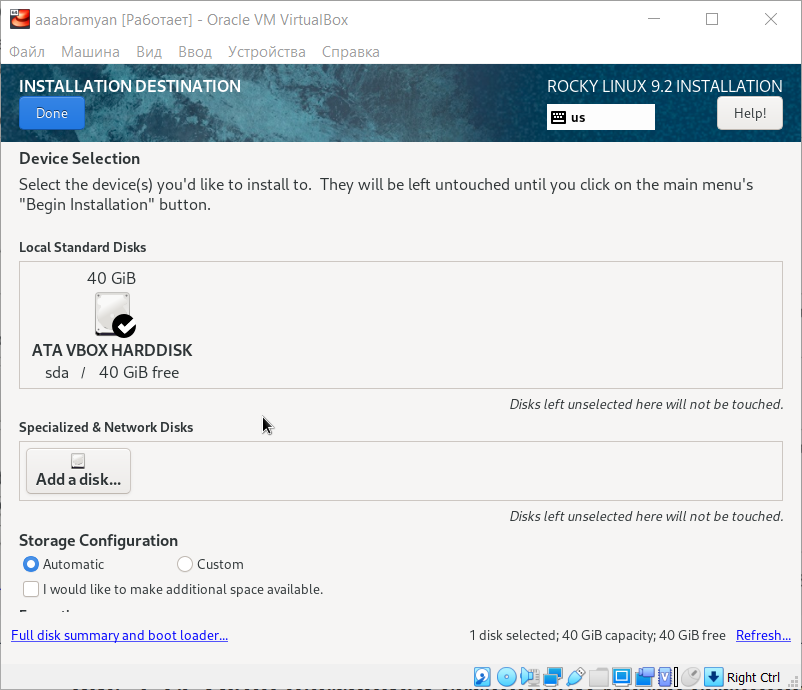 aaabramyan [Работает] - Oracle VM VirtualBox
Файл Машина Вид Ввод Устройства Справка
INSTALLATION DESTINATION
ROCKY LINUX 9.2 INSTALLATION
Done
us
Help!
Device Selection
Select the device(s) you'd like to install to. They will be left untouched until you click on the main menu's
"Begin Installation" button.
Local Standard Disks
40 GiB
ATA VBOX HARDDISK
sda / 40 GiB free
Disks left unselected here will not be touched.
Specialized & Network Disks
Add a disk...
Disks left unselected here will not be touched.
Storage Configuration
Automatic Custom
I would like to make additional space available.
Full disk summary and boot loader...
1 disk selected; 40 GiB capacity; 40 GiB free Refresh...
Right Ctrl